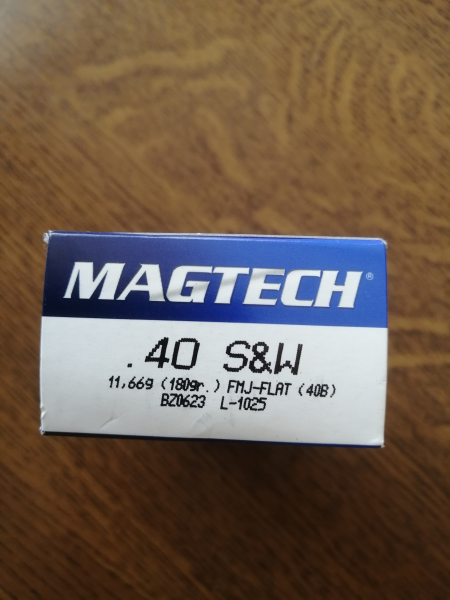 MAGTECH®
.40 S&W
11,66g (180gr.) FMJ-FLAT (40B)
BZ0623 L-1025